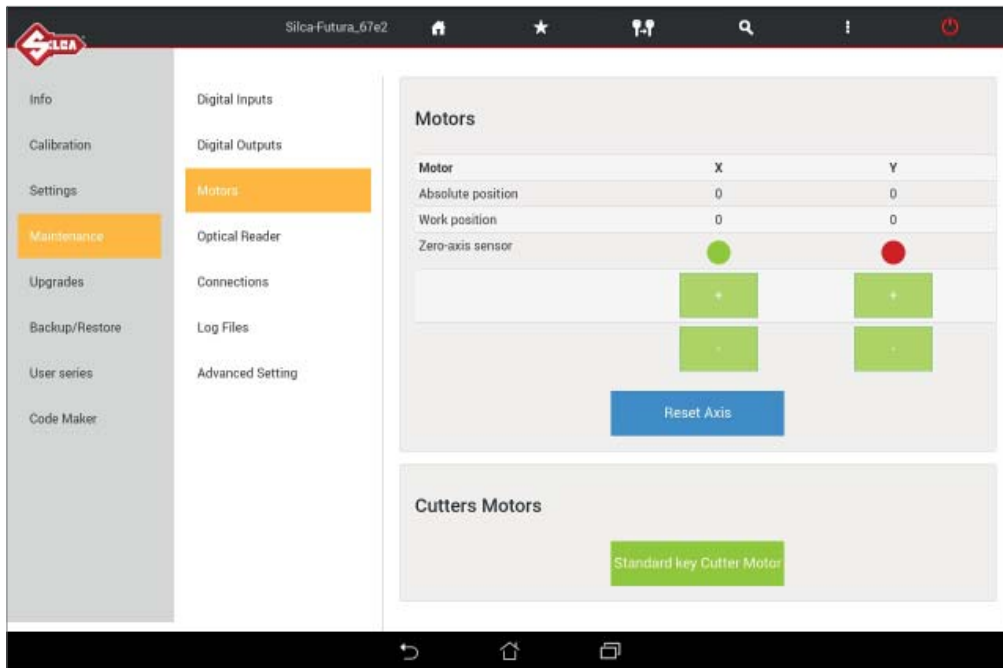 SILCA
Silca-Futura_67e2
Info
Calibration
Settings
Maintenance
Upgrades
Backup/Restore
User series
Code Maker
Digital Inputs
Digital Outputs
Motors
Optical Reader
Connections
Log Files
Advanced Setting
Motors
Motor X Y
Absolute position 0 0
Work position 0 0
Zero-axis sensor
+ +
- -
Reset Axis
Cutters Motors
Standard key Cutter Motor